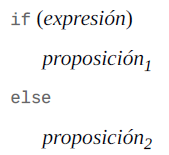 if (expresión)
proposición1
else
proposición2